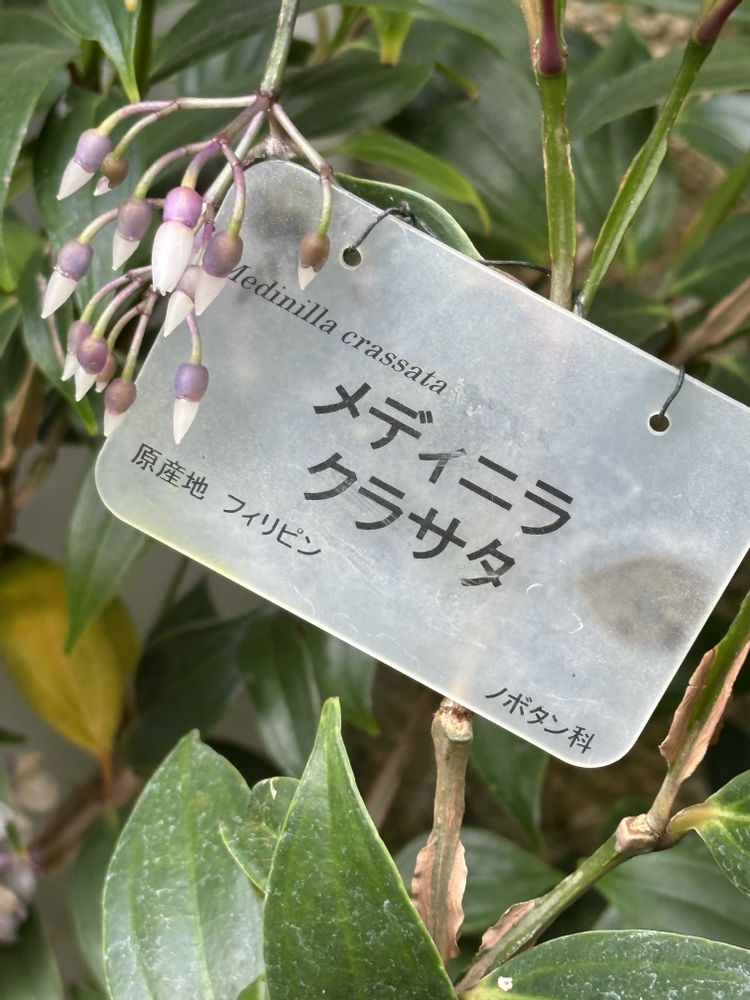 Medinilla crassata
メディニラ
クラサタ
原産地 フィリピン
ノボタン科